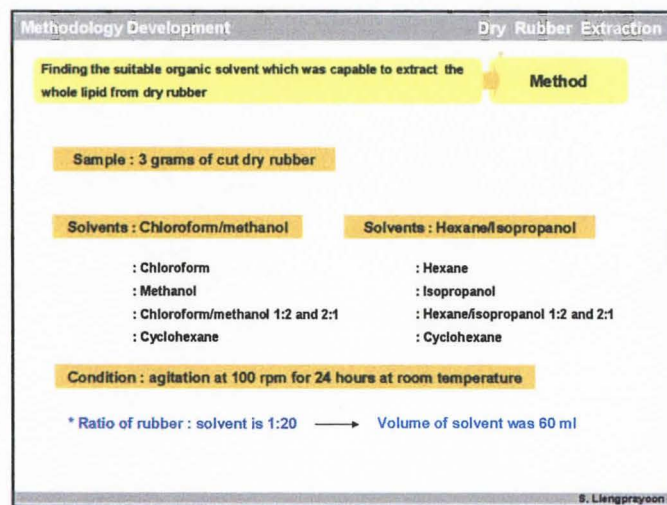 Methodology Development Dry Rubber Extraction
Finding the suitable organic solvent which was capable to extract the
whole lipid from dry rubber
Method
Sample : 3 grams of cut dry rubber
Solvents : Chloroform/methanol
: Chloroform
: Methanol
: Chloroform/methanol 1:2 and 2:1
: Cyclohexane
Solvents : Hexane/Isopropanol
: Hexane
: Isopropanol
: Hexane/isopropanol 1:2 and 2:1
: Cyclohexane
Condition : agitation at 100 rpm for 24 hours at room temperature
* Ratio of rubber : solvent is 1:20 → Volume of solvent was 60 ml
S. Liengprayoon